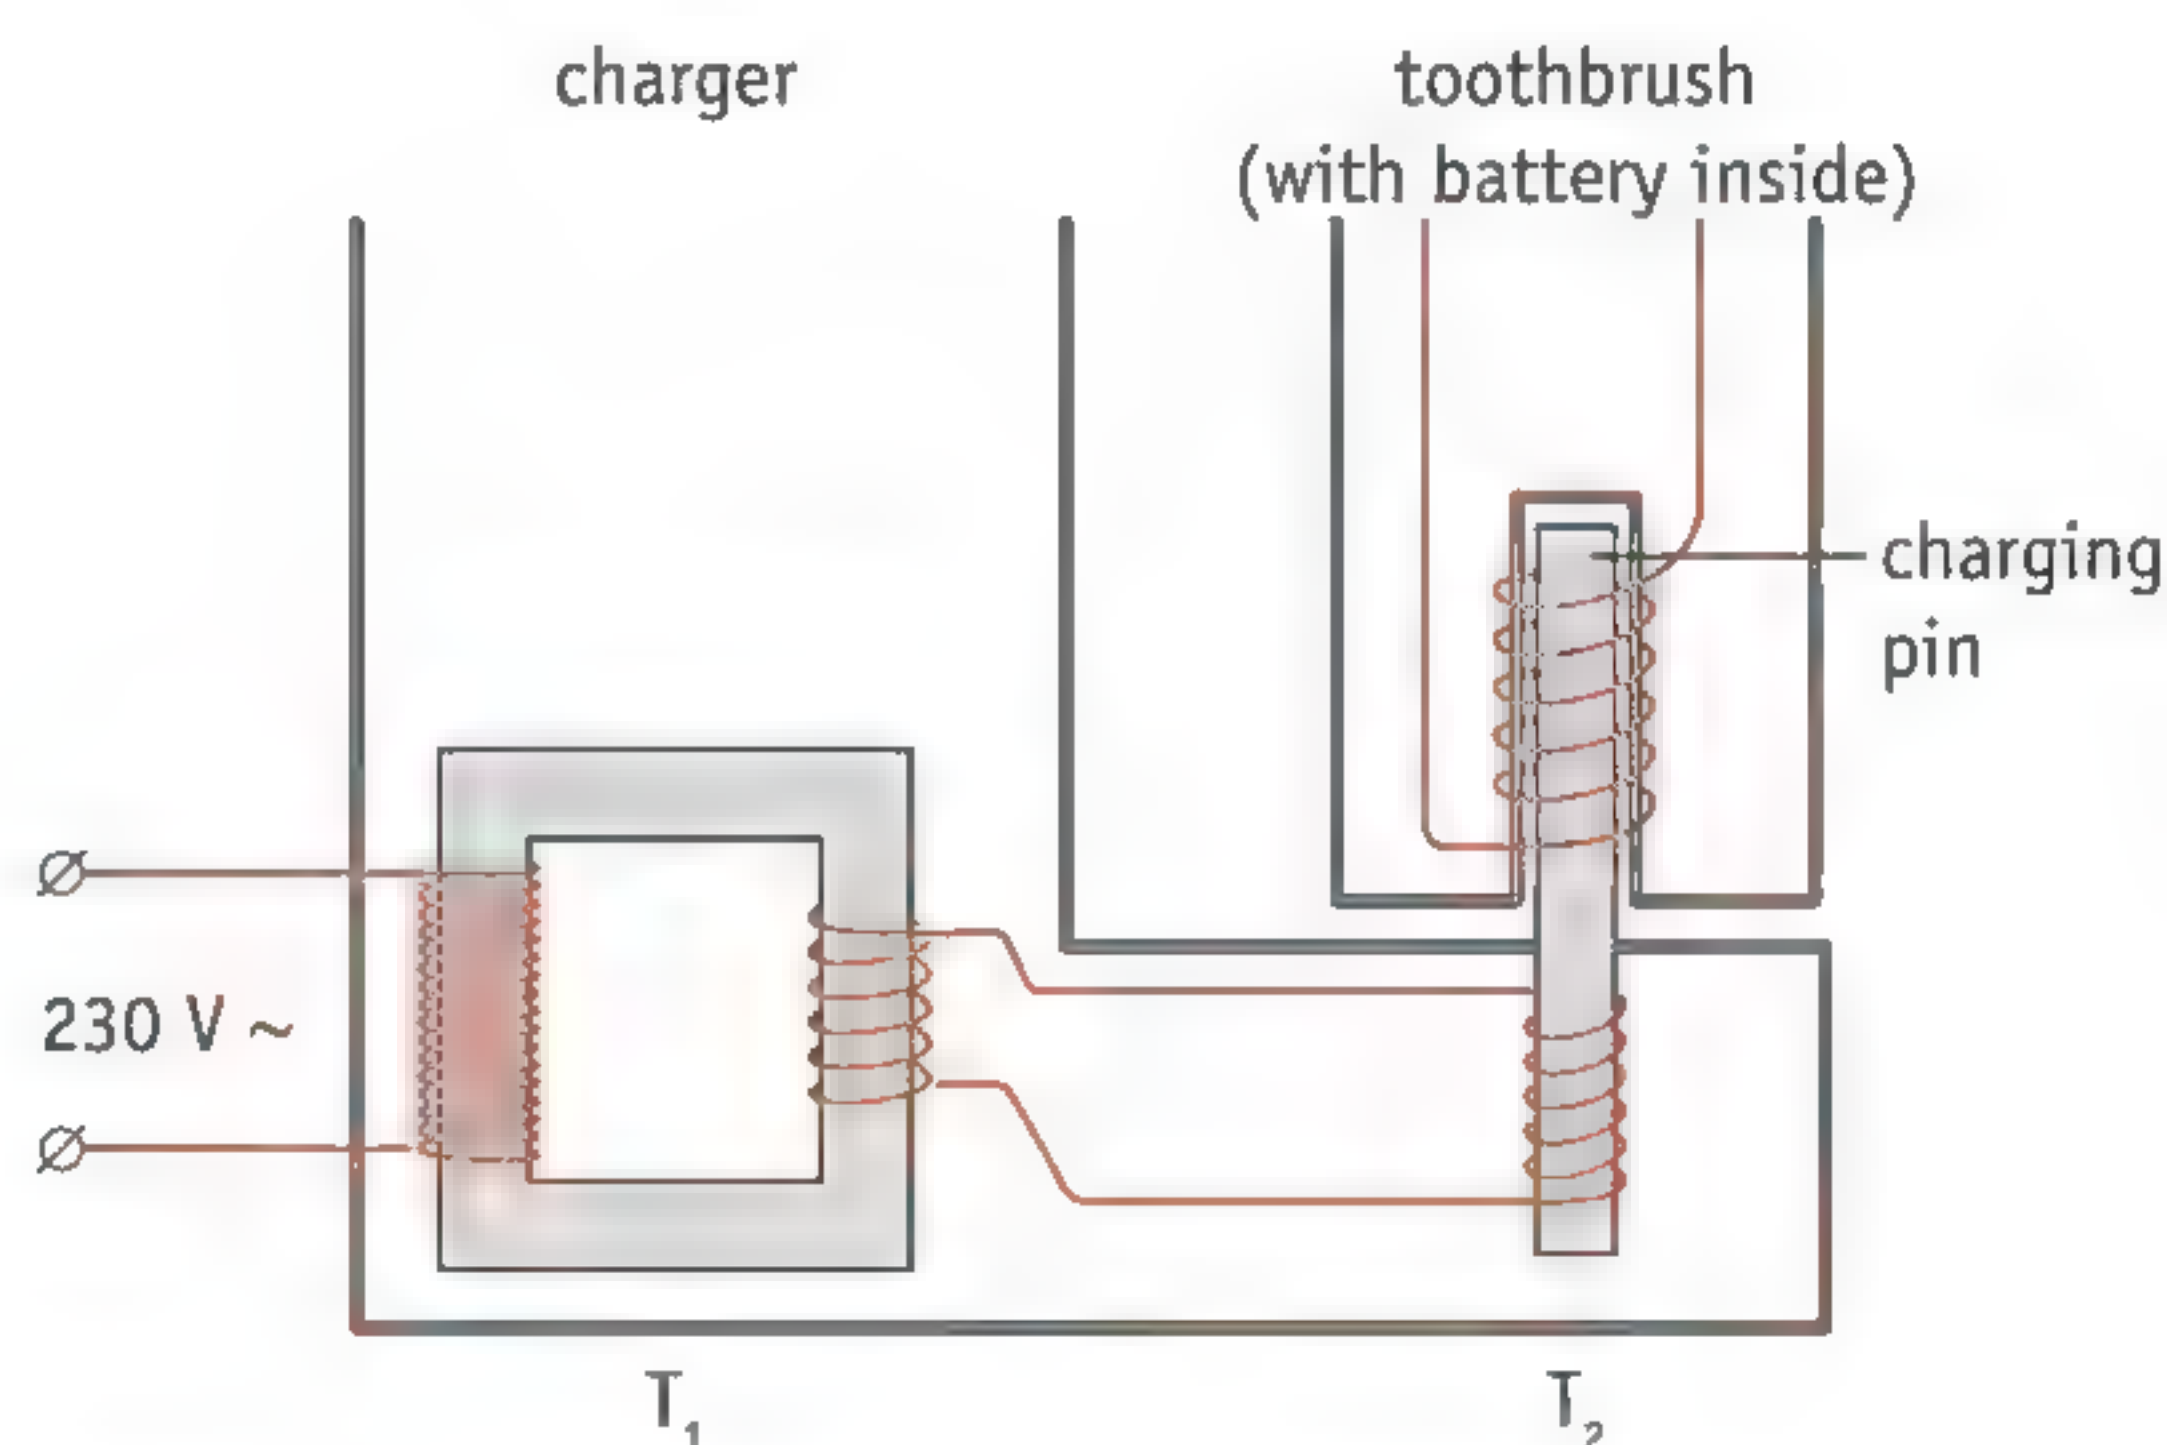 charger
toothbrush
(with battery inside)
charging
pin
230 V ~
T₁
T₂